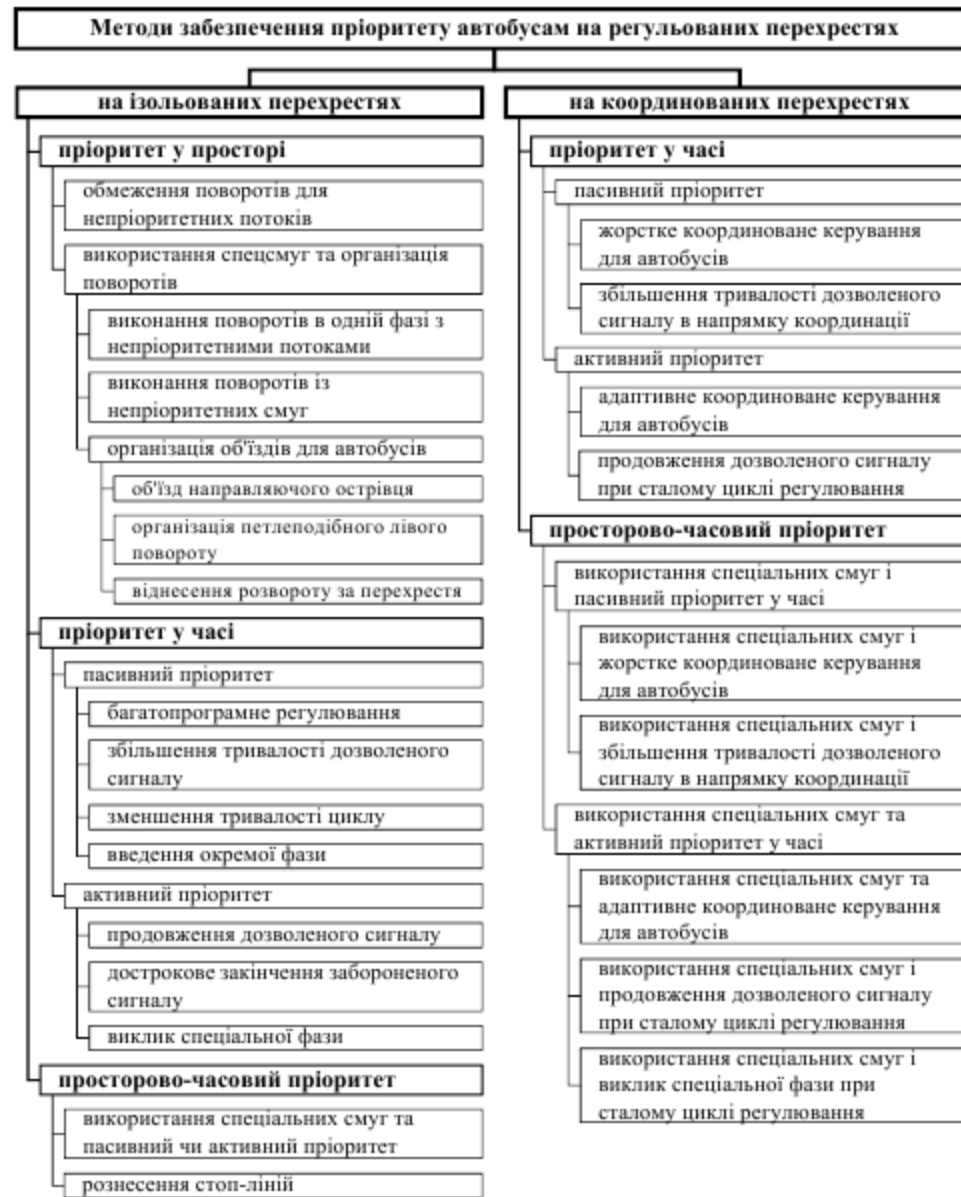 Методи забезпечення пріоритету автобусам на регульованих перехрестях
на ізольованих перехрестях
пріоритет у просторі
обмеження поворотів для
непріоритетних потоків
використання спецсмуг та організація
поворотів
виконання поворотів в одній фазі з
непріоритетними потоками
виконання поворотів із
непріоритетних смуг
організація об'їздів для автобусів
об'їзд направляючого острівця
організація петлеподібного лівого
повороту
віднесення розвороту за перехрестя
пріоритет у часі
пасивний пріоритет
багатопрограмне регулювання
збільшення тривалості дозволеного
сигналу
зменшення тривалості циклу
введення окремої фази
активний пріоритет
продовження дозволеного сигналу
дострокове закінчення забороненого
сигналу
виклик спеціальної фази
просторово-часовий пріоритет
використання спеціальних смуг та
пасивний чи активний пріоритет
рознесення стоп-ліній
на координованих перехрестях
пріоритет у часі
пасивний пріоритет
жорстке координоване керування
для автобусів
збільшення тривалості дозволеного
сигналу в напрямку координації
активний пріоритет
адаптивне координоване керування
для автобусів
продовження дозволеного сигналу
при сталому циклі регулювання
просторово-часовий пріоритет
використання спеціальних смуг і
пасивний пріоритет у часі
використання спеціальних смуг і
жорстке координоване керування
для автобусів
використання спеціальних смуг і
збільшення тривалості дозволеного
сигналу в напрямку координації
використання спеціальних смуг та
активний пріоритет у часі
використання спеціальних смуг та
адаптивне координоване керування
для автобусів
використання спеціальних смуг і
продовження дозволеного сигналу
при сталому циклі регулювання
використання спеціальних смуг і
виклик спеціальної фази при
сталому циклі регулювання